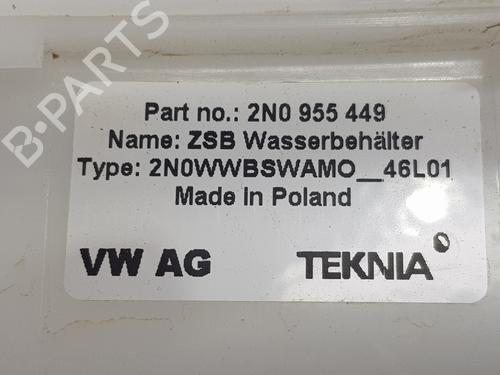 Part no.: 2N0 955 449
Name: ZSB Wasserbehälter
Type: 2N0WWBSWAMO__46L01
Made In Poland
VW AG TEKNIA
B-PARTS